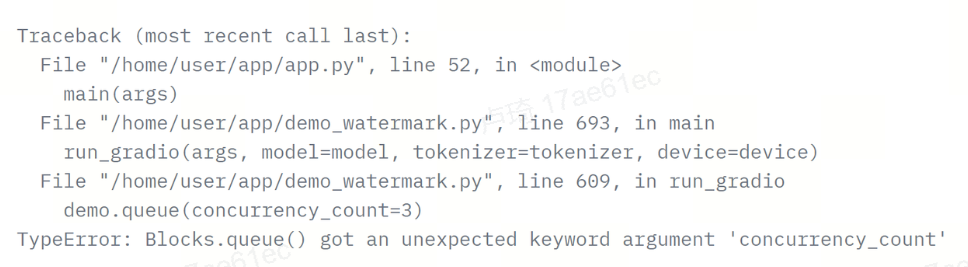 Traceback (most recent call last):
  File "/home/user/app/app.py", line 52, in <module>
    main(args)
  File "/home/user/app/demo_watermark.py", line 693, in main
    run_gradio(args, model=model, tokenizer=tokenizer, device=device)
  File "/home/user/app/demo_watermark.py", line 609, in run_gradio
    demo.queue(concurrency_count=3)
TypeError: Blocks.queue() got an unexpected keyword argument 'concurrency_count'
卢琦 17ae61ec